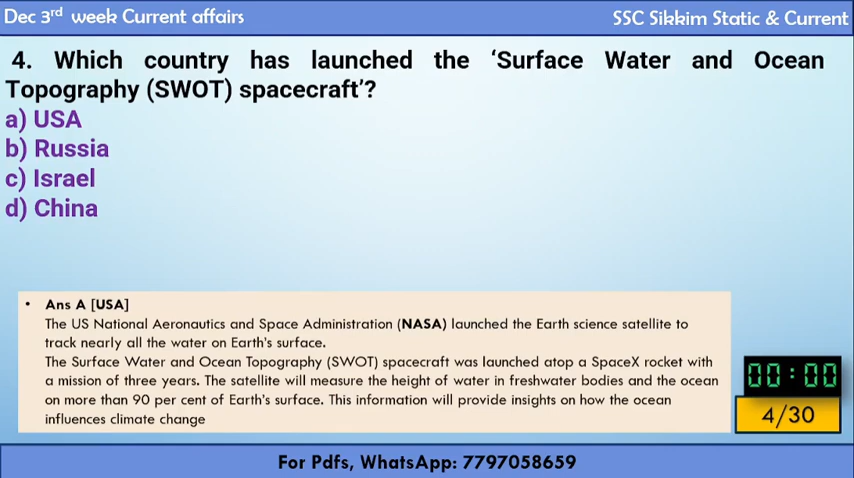 Dec 3rd week Current affairs
SSC Sikkim Static & Current
4. Which country has launched the ‘Surface Water and Ocean
Topography (SWOT) spacecraft’?
a) USA
b) Russia
c) Israel
d) China
• Ans A [USA]
The US National Aeronautics and Space Administration (NASA) launched the Earth science satellite to
track nearly all the water on Earth's surface.
The Surface Water and Ocean Topography (SWOT) spacecraft was launched atop a SpaceX rocket with
a mission of three years. The satellite will measure the height of water in freshwater bodies and the ocean
on more than 90 per cent of Earth's surface. This information will provide insights on how the ocean
influences climate change
00:00
4/30
For Pdfs, WhatsApp: 7797058659